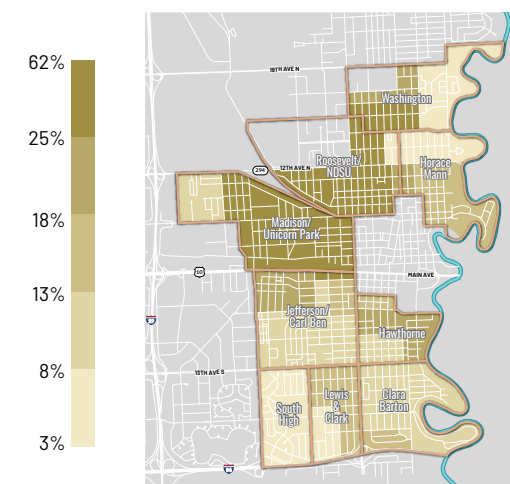 62%
25%
18%
13%
8%
3%
19TH AVE N
Washington
12TH AVE N
294
Roosevelt/
NDSU
Horace
Mann
Madison/
Unicorn Park
10
MAIN AVE
Jefferson/
Carl Ben
Hawthorne
13TH AVE S
South
High
Lewis
&
Clark
Clara
Barton